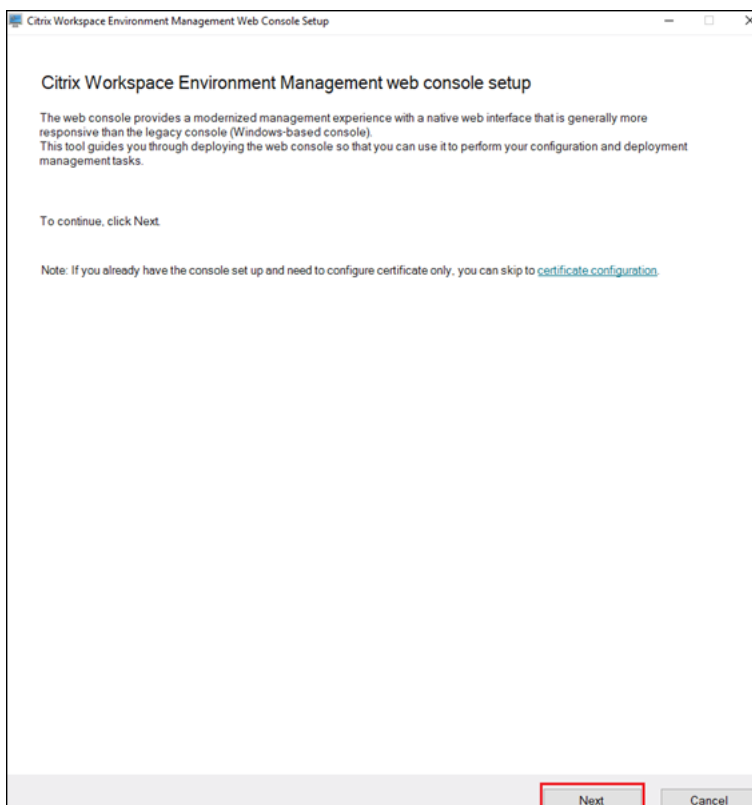 Citrix Workspace Environment Management Web Console Setup
Citrix Workspace Environment Management web console setup
The web console provides a modernized management experience with a native web interface that is generally more
responsive than the legacy console (Windows-based console).
This tool guides you through deploying the web console so that you can use it to perform your configuration and deployment
management tasks.
To continue, click Next.
Note: If you already have the console set up and need to configure certificate only, you can skip to certificate configuration.
Next
Cancel